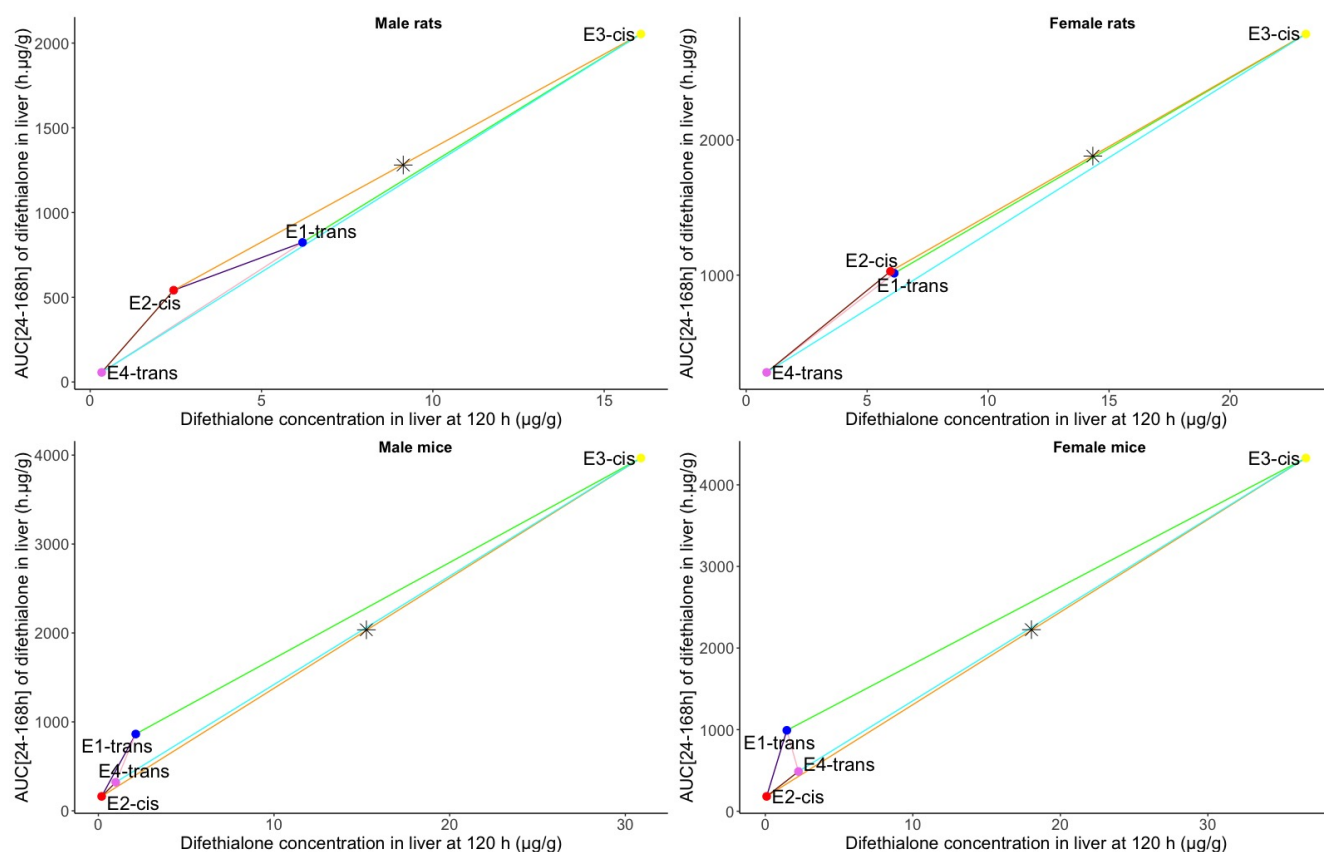 Male rats
AUC[24-168h] of difethialone in liver (h.µg/g)
2000
1500
1000
500
0
E3-cis
E1-trans
E2-cis
E4-trans
0 5 10 15
Difethialone concentration in liver at 120 h (µg/g)
Female rats
AUC[24-168h] of difethialone in liver (h.µg/g)
2000
1000
E3-cis
E2-cis
E1-trans
E4-trans
0 5 10 15 20
Difethialone concentration in liver at 120 h (µg/g)
Male mice
AUC[24-168h] of difethialone in liver (h.µg/g)
4000
3000
2000
1000
0
E3-cis
E1-trans
E4-trans
E2-cis
0 10 20 30
Difethialone concentration in liver at 120 h (µg/g)
Female mice
AUC[24-168h] of difethialone in liver (h.µg/g)
4000
3000
2000
1000
0
E3-cis
E1-trans
E4-trans
E2-cis
0 10 20 30
Difethialone concentration in liver at 120 h (µg/g)